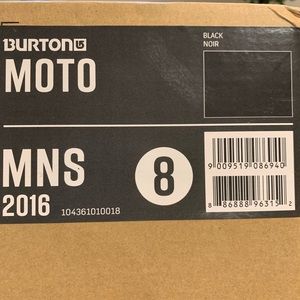 BURTON
MOTO
BLACK
NOIR
MNS
8
2016
104361010018
9 009519 086940
8 86888 96315 2